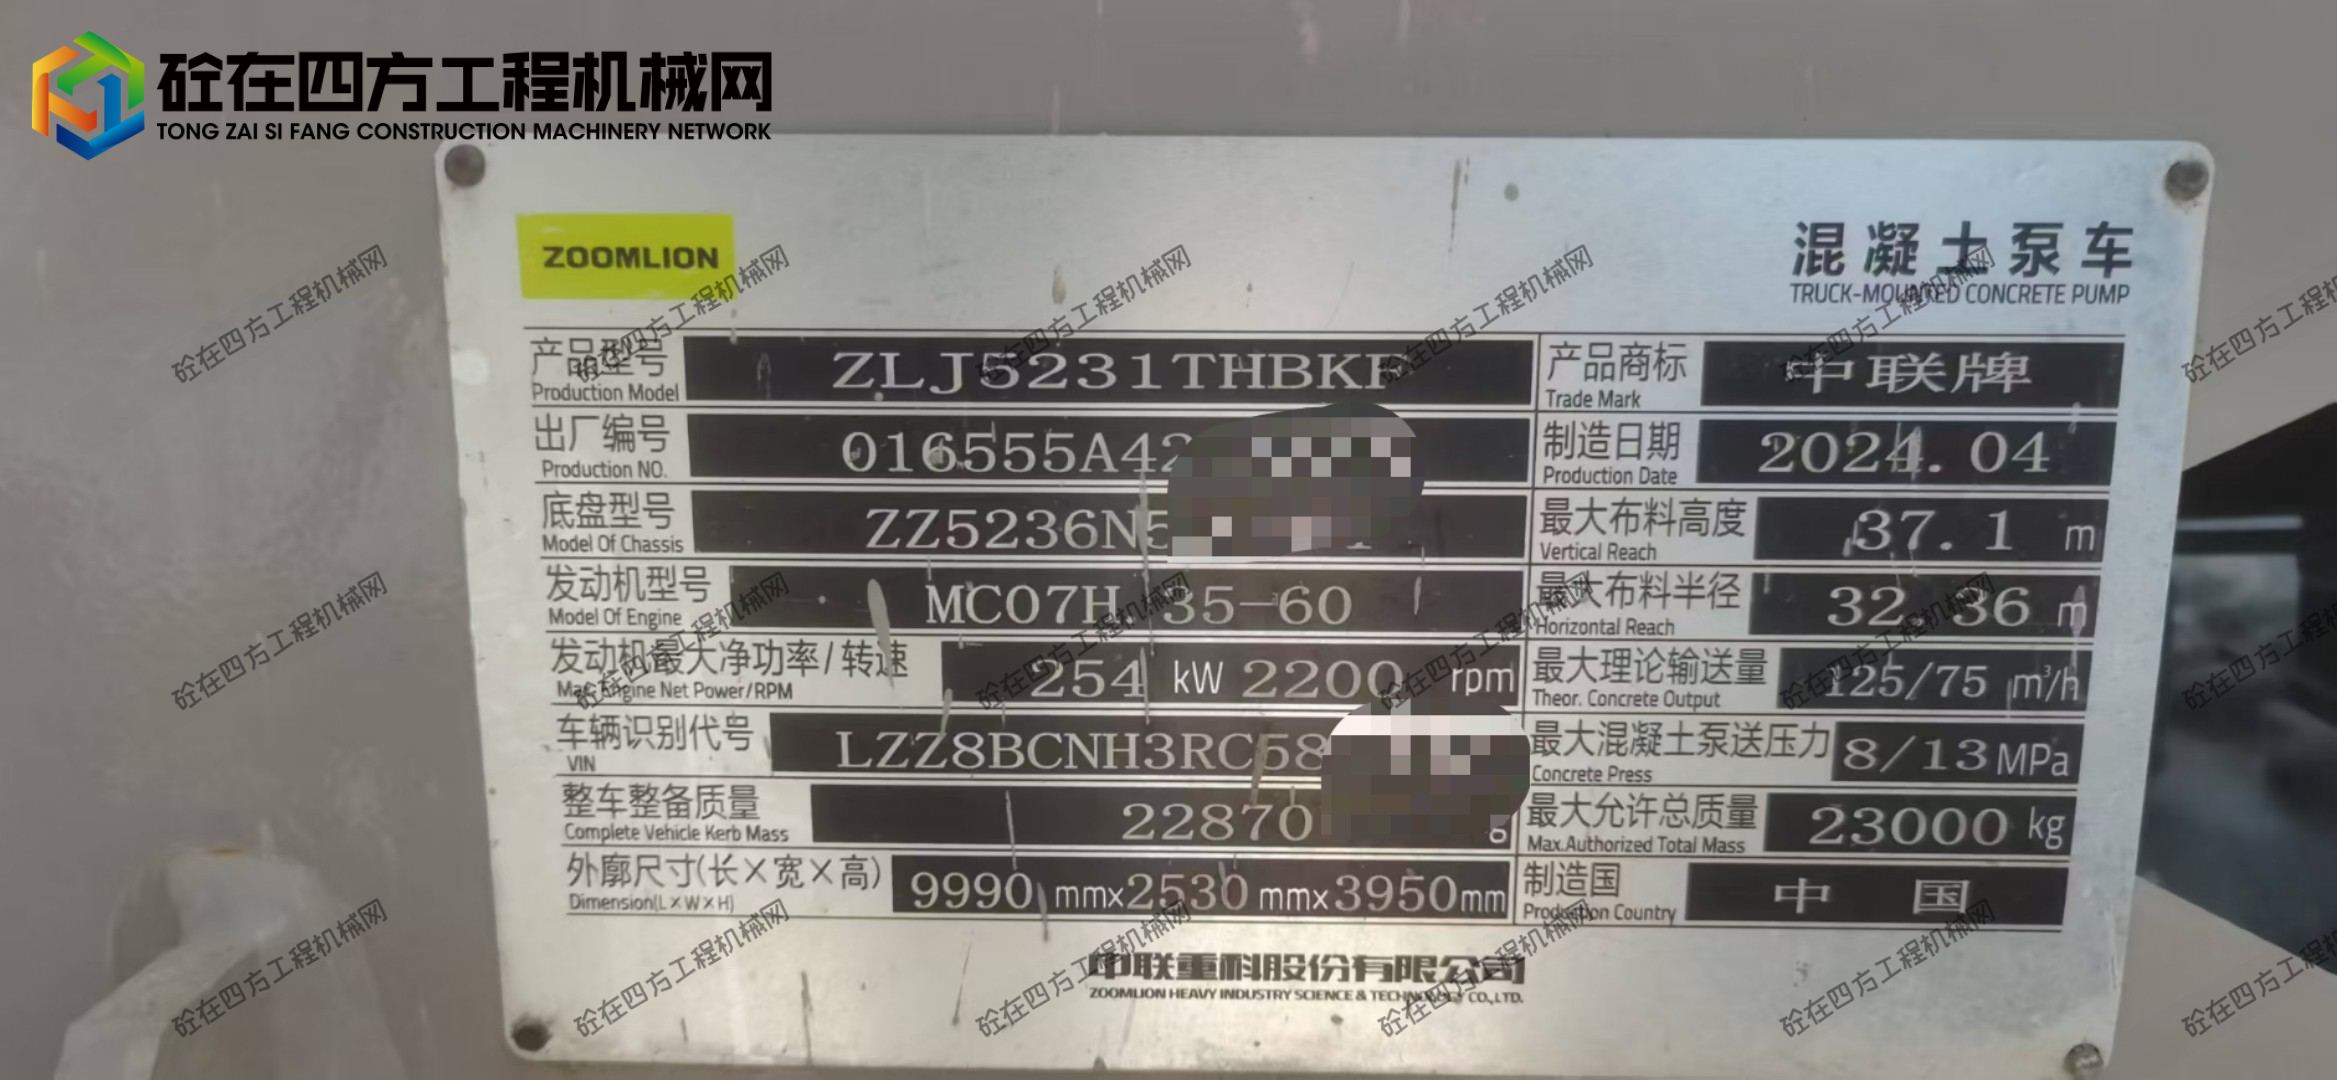 砼在四方工程机械网
TONG ZAI SI FANG CONSTRUCTION MACHINERY NETWORK
ZOOMLION
混凝土泵车
TRUCK-MOUNTED CONCRETE PUMP
产品型号 ZLJ5231THBKF 产品商标 中联牌
Production Model Trade Mark
出厂编号 016555A42 制造日期 2024.04
Production NO. Production Date
底盘型号 ZZ5236N5 最大布料高度 37.1 m
Model Of Chassis Vertical Reach
发动机型号 MC07H.35-60 最大布料半径 32.36 m
Model Of Engine Horizontal Reach
发动机最大净功率/转速 254 kW 2200 rpm 最大理论输送量 125/75 m³/h
Max. Engine Net Power/RPM Theor. Concrete Output
车辆识别代号 LZZ8BCNH3RC58 最大混凝土泵送压力 8/13 MPa
VIN Concrete Press
整车整备质量 22870 g 最大允许总质量 23000 kg
Complete Vehicle Kerb Mass Max.Authorized Total Mass
外廓尺寸(长×宽×高) 9990 mm×2530 mm×3950mm 制造国 中国
Dimension(L×W×H) Production Country
中联重科股份有限公司
ZOOMLION HEAVY INDUSTRY SCIENCE & TECHNOLOGY CO.,LTD.